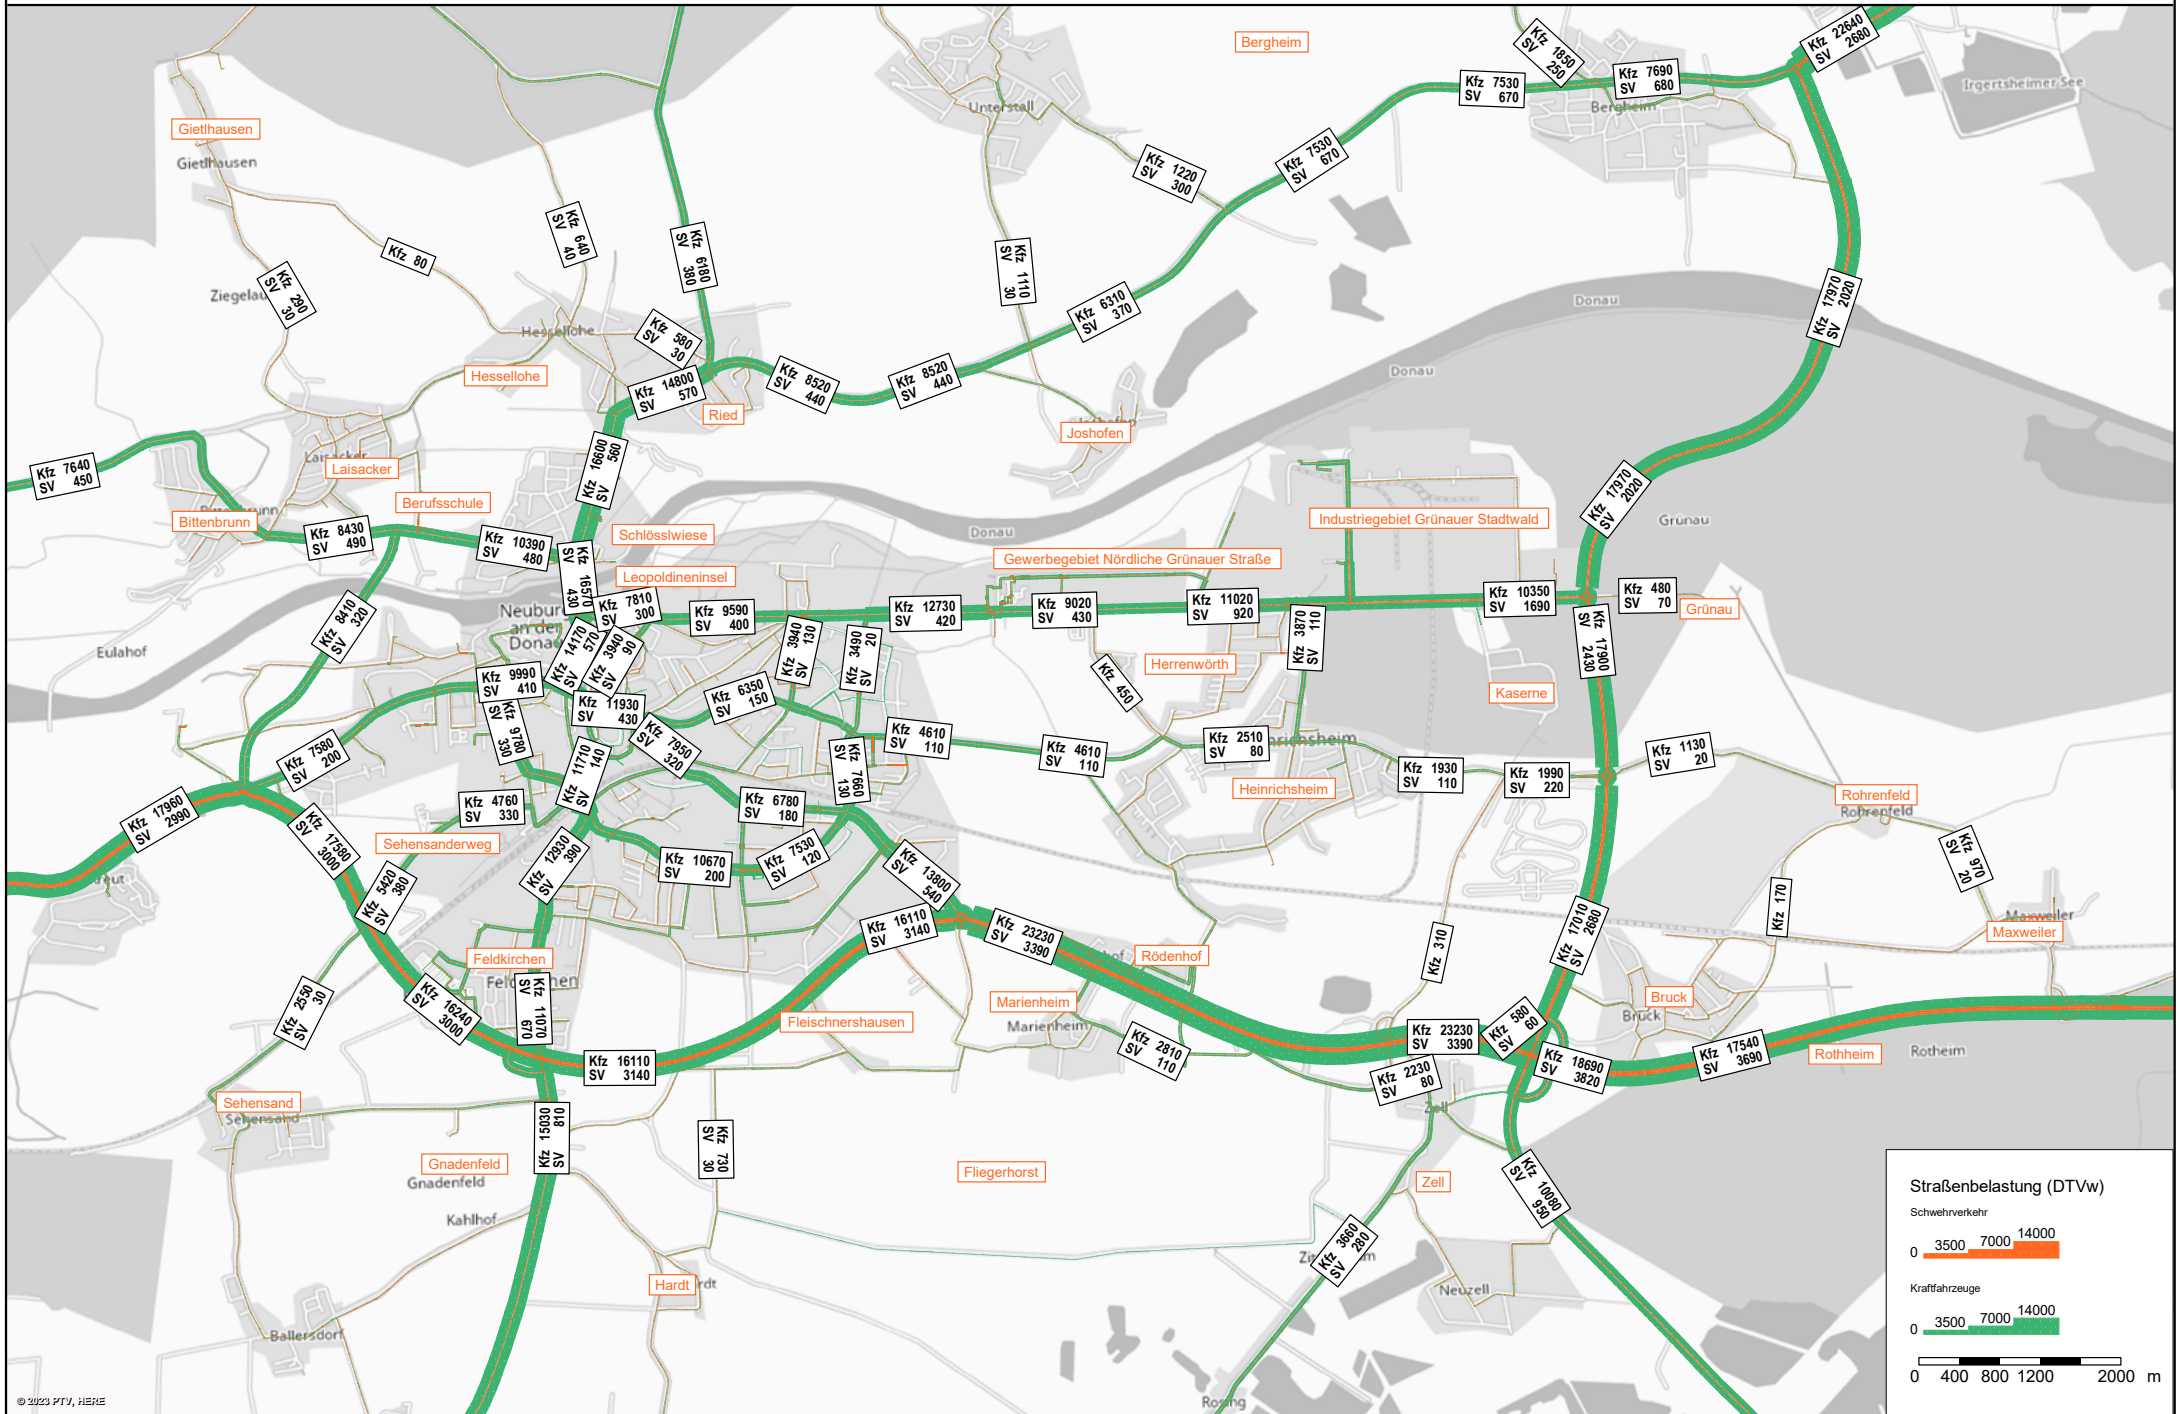 Kfz 22640
SV 2680
Bergheim
Kfz 1850
SV 250
Kfz 7690
SV 680
Kfz 7530
SV 670
Irgertsheimer See
Bergheim
Unterstall
Gietlhausen
Gietlhausen
Kfz 1220
SV 300
Kfz 7530
SV 670
Kfz 80
Kfz 640
SV 40
Kfz 6180
SV 380
Kfz 1110
SV 30
Kfz 290
SV 30
Kfz 6310
SV 370
Donau
Kfz 17970
SV 2020
Hessellohe
Kfz 580
SV 30
Hessellohe
Kfz 14800
SV 570
Kfz 8520
SV 440
Kfz 8520
SV 440
Donau
Ried
Joshofen
Kfz 7640
SV 450
Laisacker
Kfz 16600
SV 560
Kfz 17970
SV 2020
Berufsschule
Bittenbrunn
Kfz 8430
SV 490
Kfz 10390
SV 480
Schlösslwiese
Donau
Industriegebiet Grünauer Stadtwald
Grünau
Gewerbegebiet Nördliche Grünauer Straße
Leopoldineninsel
Kfz 16570
SV 430
Kfz 7810
SV 300
Kfz 9590
SV 400
Kfz 12730
SV 420
Kfz 9020
SV 430
Kfz 11020
SV 920
Kfz 10350
SV 1690
Kfz 480
SV 70
Grünau
Neuburg
an der
Donau
Kfz 8410
SV 320
Eulahof
Kfz 14170
SV 570
Kfz 3940
SV 90
Kfz 3940
SV 130
Kfz 3490
SV 20
Kfz 3870
SV 110
Kfz 17900
SV 2430
Herrenwörth
Kfz 450
Kaserne
Kfz 9990
SV 410
Kfz 11930
SV 430
Kfz 6350
SV 150
Kfz 9780
SV 330
Kfz 7950
SV 320
Kfz 4610
SV 110
Kfz 4610
SV 110
Kfz 2510
SV 80
Kfz 7580
SV 200
Kfz 11710
SV 140
Kfz 7660
SV 130
Kfz 1930
SV 110
Kfz 1990
SV 220
Kfz 1130
SV 20
Heinrichsheim
Rohrenfeld
Rohrenfeld
Kfz 17960
SV 2990
Kfz 17580
SV 3000
Kfz 4760
SV 330
Kfz 6780
SV 180
Sehensanderweg
Kfz 12930
SV 390
Kfz 10670
SV 200
Kfz 7530
SV 120
Kfz 13800
SV 540
Kfz 970
SV 20
Kfz 5420
SV 380
Kfz 170
Maxweiler
Maxweiler
Kfz 16110
SV 3140
Kfz 23230
SV 3390
Kfz 17010
SV 2680
Kfz 310
Feldkirchen
Rödenhof
Kfz 2550
SV 30
Kfz 16240
SV 3000
Kfz 11070
SV 670
Marienheim
Marienheim
Fleischnershausen
Bruck
Bruck
Kfz 23230
SV 3390
Kfz 580
SV 60
Kfz 2810
SV 110
Kfz 16110
SV 3140
Kfz 18690
SV 3820
Kfz 17540
SV 3690
Rothheim
Rotheim
Kfz 2230
SV 80
Sehensand
Sehensand
Zell
Kfz 15030
SV 810
Kfz 730
SV 30
Gnadenfeld
Gnadenfeld
Fliegerhorst
Zell
Kfz 10080
SV 950
Kahlhof
Kfz 3660
SV 280
Hardt
Neuzell
Ballersdorf
Rosing
Straßenbelastung (DTVw)
Schwehrverkehr
0 3500 7000 14000
Kraftfahrzeuge
0 3500 7000 14000
0 400 800 1200 2000 m
© 2023 PTV, HERE